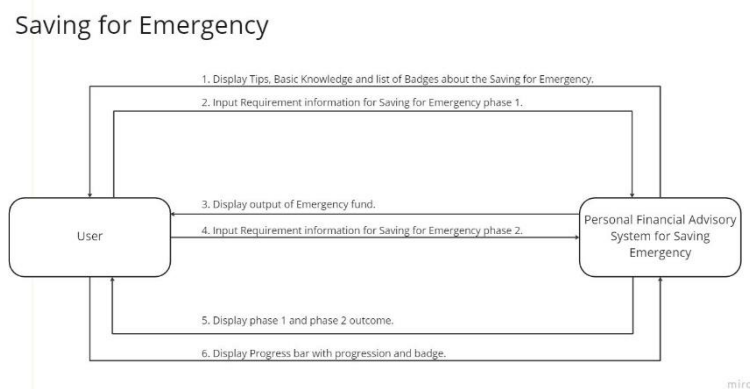 Saving for Emergency
1. Display Tips, Basic Knowledge and list of Badges about the Saving for Emergency.
2. Input Requirement information for Saving for Emergency phase 1.
3. Display output of Emergency fund.
4. Input Requirement information for Saving for Emergency phase 2.
User
Personal Financial Advisory
System for Saving
Emergency
5. Display phase 1 and phase 2 outcome.
6. Display Progress bar with progression and badge.
miro